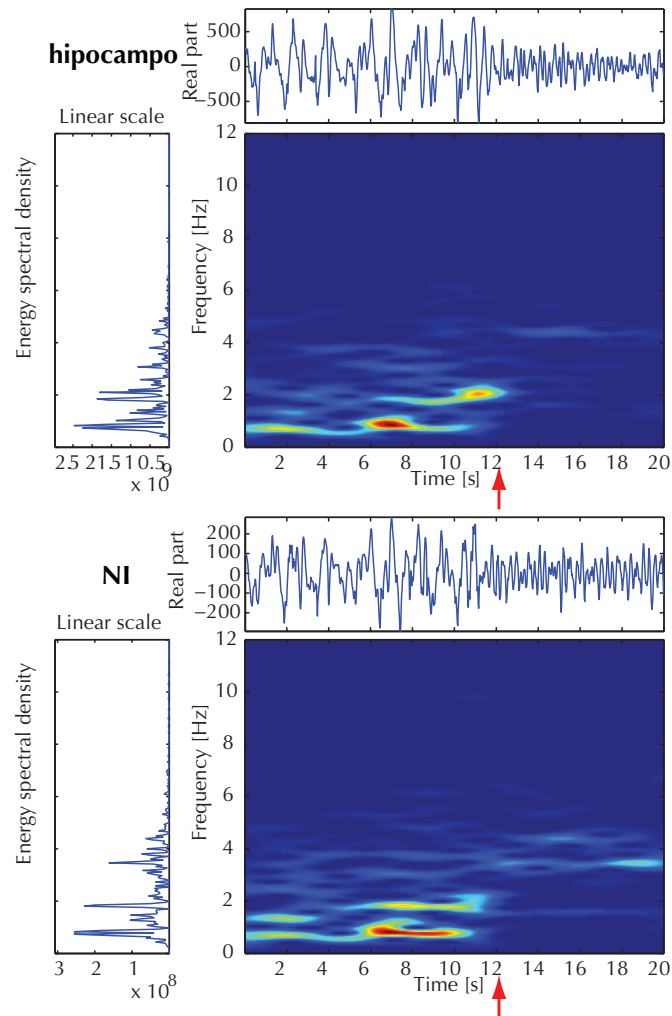 hipocampo
Real part
500
0
−500
Linear scale
Energy spectral density
2.5 2 1.5 1 0.5
x 10^9
Frequency [Hz]
12
10
8
6
4
2
0
2 4 6 8 10 12 14 16 18 20
Time [s]
NI
Real part
200
100
0
−100
−200
Linear scale
Energy spectral density
3 2 1
x 10^8
Frequency [Hz]
12
10
8
6
4
2
0
2 4 6 8 10 12 14 16 18 20
Time [s]